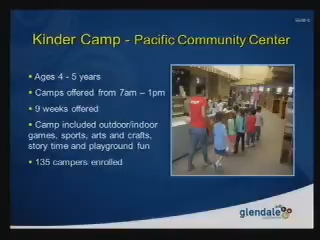 Kinder Camp - Pacific Community Center
▪ Ages 4 - 5 years
▪ Camps offered from 7am – 1pm
▪ 9 weeks offered
▪ Camp included outdoor/indoor
games, sports, arts and crafts,
story time and playground fun
▪ 135 campers enrolled
glendale